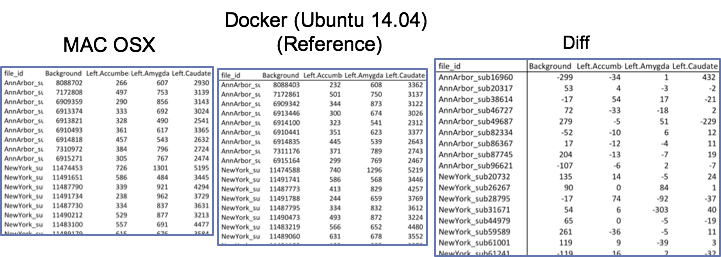 MAC OSX
file_id Background Left.Accumbe Left.Amygda Left.Caudate
AnnArbor_su 8088702 266 607 2930
AnnArbor_su 7172808 497 753 3139
AnnArbor_su 6909359 290 856 3143
AnnArbor_su 6913374 333 692 3024
AnnArbor_su 6913821 328 490 2541
AnnArbor_su 6910493 361 617 3365
AnnArbor_su 6914818 457 543 2632
AnnArbor_su 7310972 384 796 2724
AnnArbor_su 6915271 305 767 2474
NewYork_su 11474453 726 1301 5195
NewYork_su 11491651 586 484 3445
NewYork_su 11487790 339 921 4294
NewYork_su 11491734 238 962 3729
NewYork_su 11487730 334 837 3631
NewYork_su 11490212 529 877 3213
NewYork_su 11483100 557 691 4477
Docker (Ubuntu 14.04)
(Reference)
file_id Background Left.Accumb Left.Amygda Left.Caudate
AnnArbor_su 8088403 232 608 3362
AnnArbor_su 7172861 501 750 3137
AnnArbor_su 6909342 344 873 3122
AnnArbor_su 6913446 300 674 3026
AnnArbor_su 6914100 323 541 2312
AnnArbor_su 6910441 351 623 3377
AnnArbor_su 6914835 445 539 2643
AnnArbor_su 7311176 371 789 2743
AnnArbor_su 6915164 299 769 2467
NewYork_su 11474588 740 1296 5219
NewYork_su 11491741 586 568 3446
NewYork_su 11487773 413 829 4257
NewYork_su 11491788 244 659 3769
NewYork_su 11487795 334 832 3612
NewYork_su 11490473 493 872 3224
NewYork_su 11483219 566 652 4480
NewYork_su 11489060 631 678 3552
Diff
file_id Background Left.Accumb Left.Amygda Left.Caudate
AnnArbor_sub16960 -299 -34 1 432
AnnArbor_sub20317 53 4 -3 -2
AnnArbor_sub38614 -17 54 17 -21
AnnArbor_sub46727 72 -33 -18 2
AnnArbor_sub49687 279 -5 51 -229
AnnArbor_sub82334 -52 -10 6 12
AnnArbor_sub86367 17 -12 -4 11
AnnArbor_sub87745 204 -13 -7 19
AnnArbor_sub96621 -107 -6 2 -7
NewYork_sub20732 135 14 -5 24
NewYork_sub26267 90 0 84 1
NewYork_sub28795 -17 74 -92 -37
NewYork_sub31671 54 6 -303 40
NewYork_sub44979 65 0 -5 -19
NewYork_sub59589 261 -36 -5 11
NewYork_sub61001 119 9 -39 3
NewYork_sub61241 -119 16 2 -32